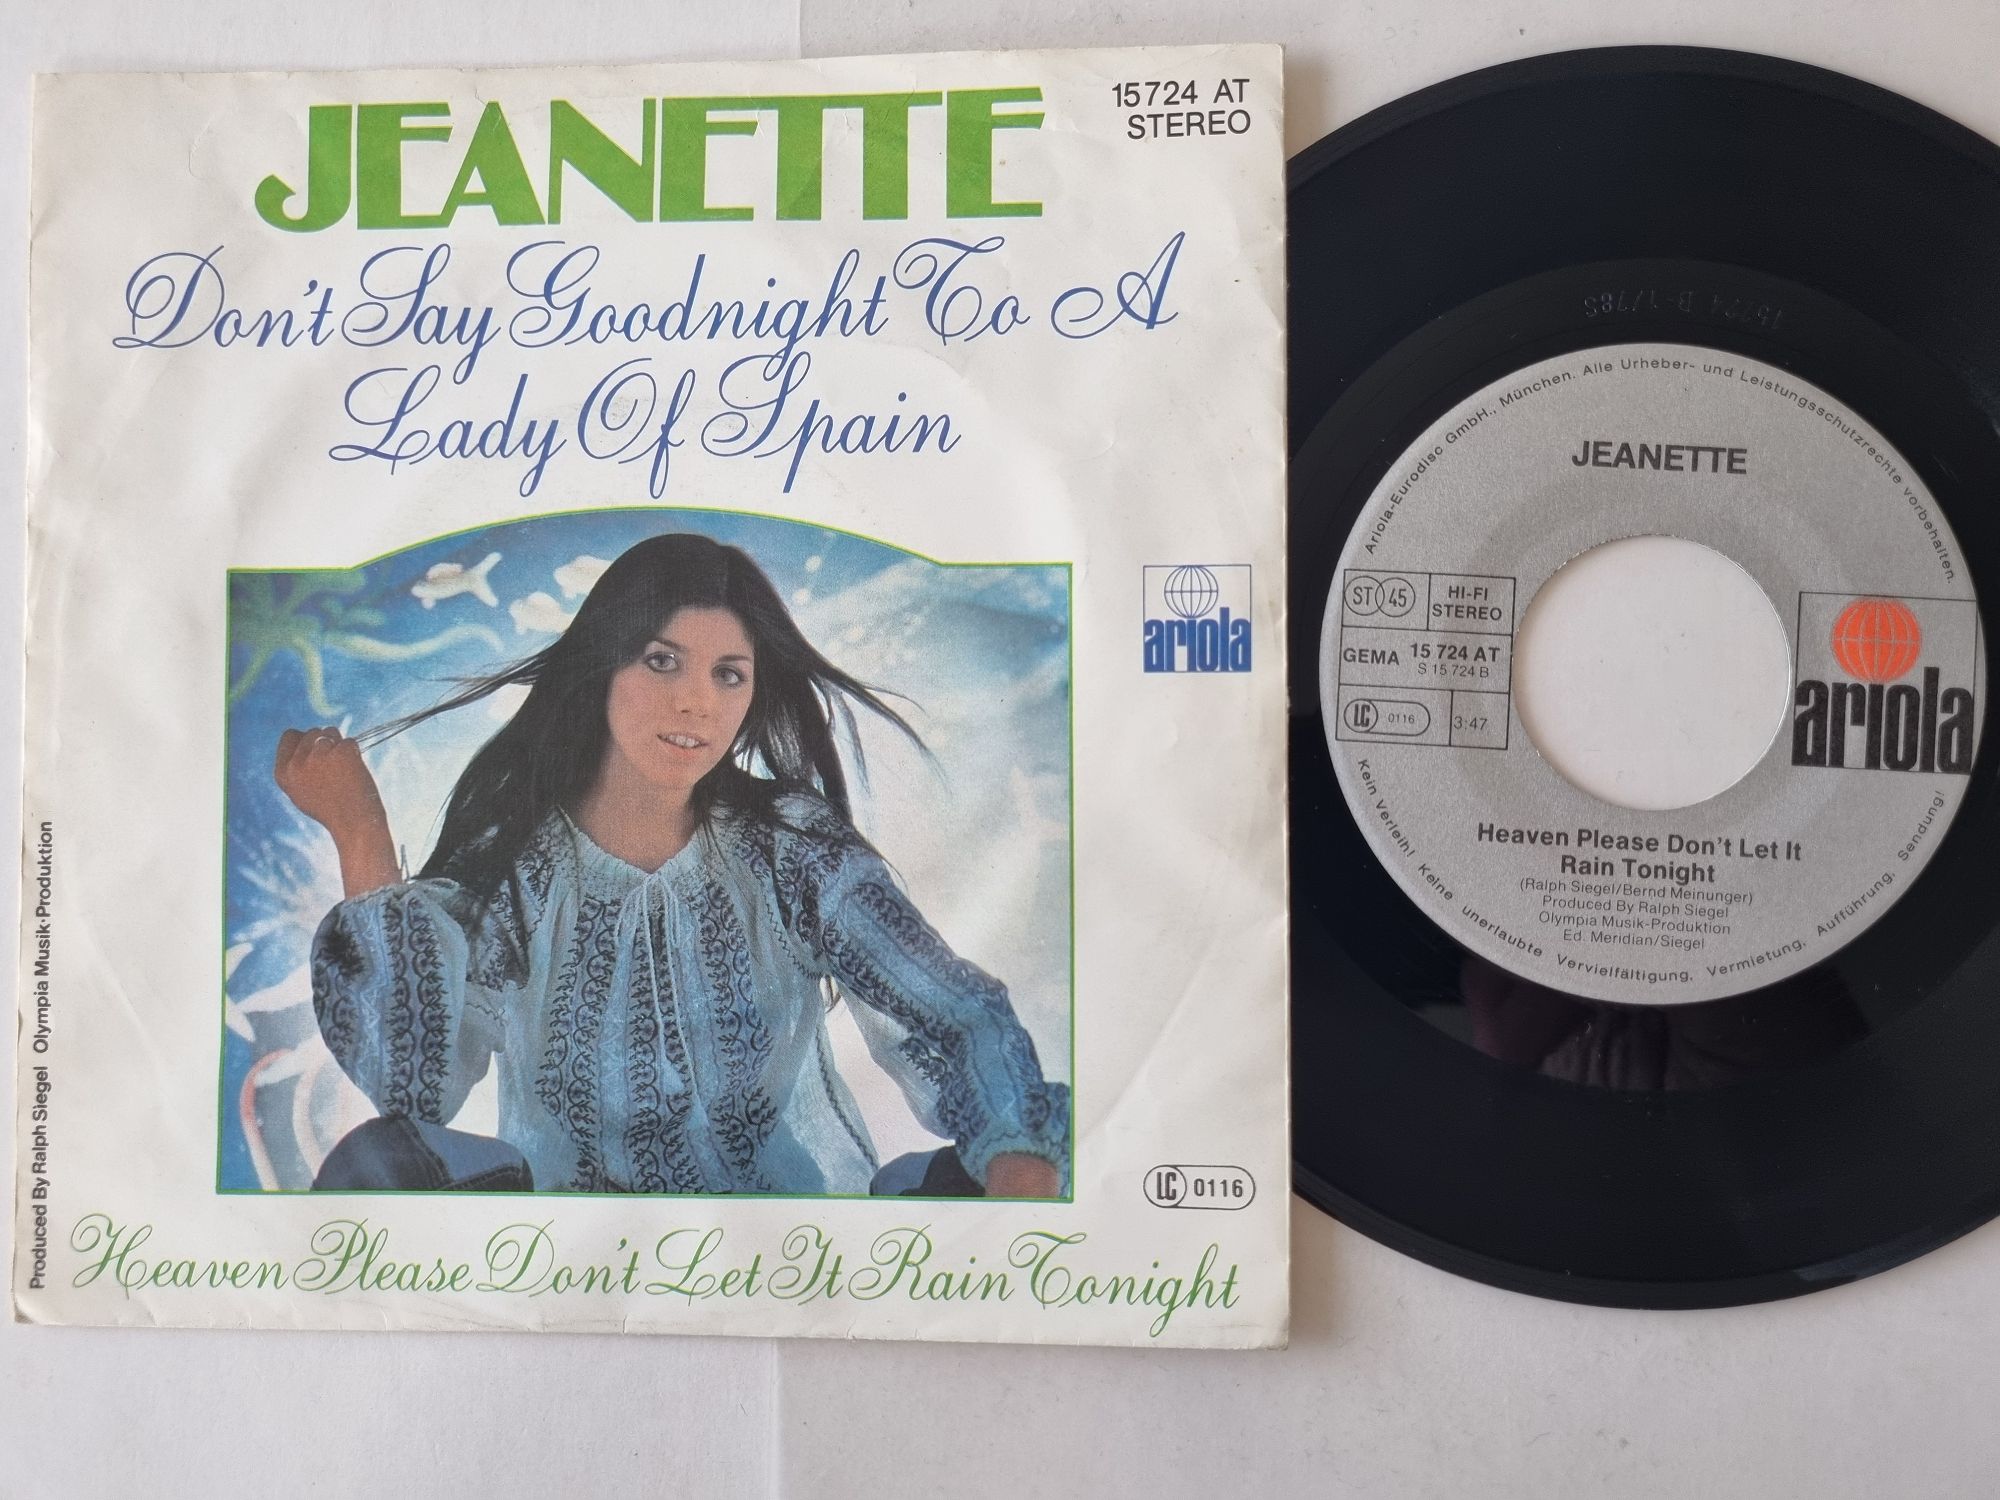 JEANETTE
15724 AT
STEREO
Don't Say Goodnight To A
Lady Of Spain
ariola
Produced By Ralph Siegel Olympia Musik-Produktion
LC 0116
Heaven Please Don't Let It Rain Tonight
15724 B-1/78S
Ariola-Eurodisc GmbH., München. Alle Urheber- und Leistungsschutzrechte vorbehalten.
JEANETTE
ST 45
HI-FI
STEREO
GEMA
15 724 AT
S 15 724 B
LC 0116
3:47
ariola
Heaven Please Don't Let It
Rain Tonight
(Ralph Siegel/Bernd Meinunger)
Produced By Ralph Siegel
Olympia Musik-Produktion
Ed. Meridian/Siegel
Kein Verleih! Keine unerlaubte Vervielfältigung, Vermietung, Aufführung, Sendung!